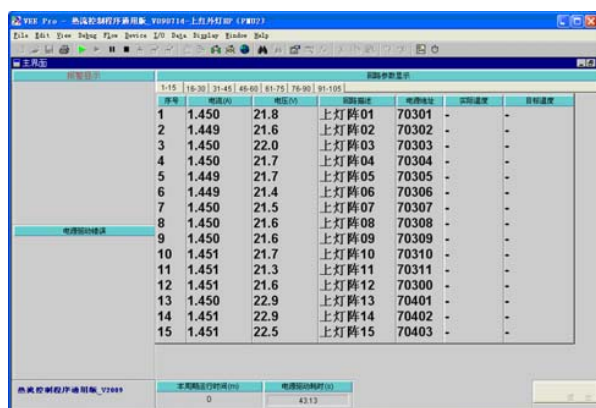 VEE Pro - 热流控制程序通用版_V090714-上红外灯RP (PMU2)
File Edit View Debug Flow Device I/O Data Display Window Help
主界面
报警显示
回路参数显示
1-15 16-30 31-45 46-60 61-75 76-90 91-105
序号 电流(A) 电压(V) 回路描述 电源地址 实际温度 目标温度
1 1.450 21.8 上灯阵01 70301 - -
2 1.449 21.6 上灯阵02 70302 - -
3 1.450 22.0 上灯阵03 70303 - -
4 1.450 21.7 上灯阵04 70304 - -
5 1.449 21.7 上灯阵05 70305 - -
6 1.449 21.4 上灯阵06 70306 - -
7 1.450 21.5 上灯阵07 70307 - -
8 1.450 21.6 上灯阵08 70308 - -
电源驱动错误
9 1.450 21.6 上灯阵09 70309 - -
10 1.451 21.7 上灯阵10 70310 - -
11 1.451 21.3 上灯阵11 70311 - -
12 1.451 21.6 上灯阵12 70300 - -
13 1.450 22.9 上灯阵13 70401 - -
14 1.451 22.9 上灯阵14 70402 - -
15 1.451 22.5 上灯阵15 70403 - -
热流控制程序通用版_V2009
本周期运行时间(m) 电源驱动耗时(s)
0 43.13